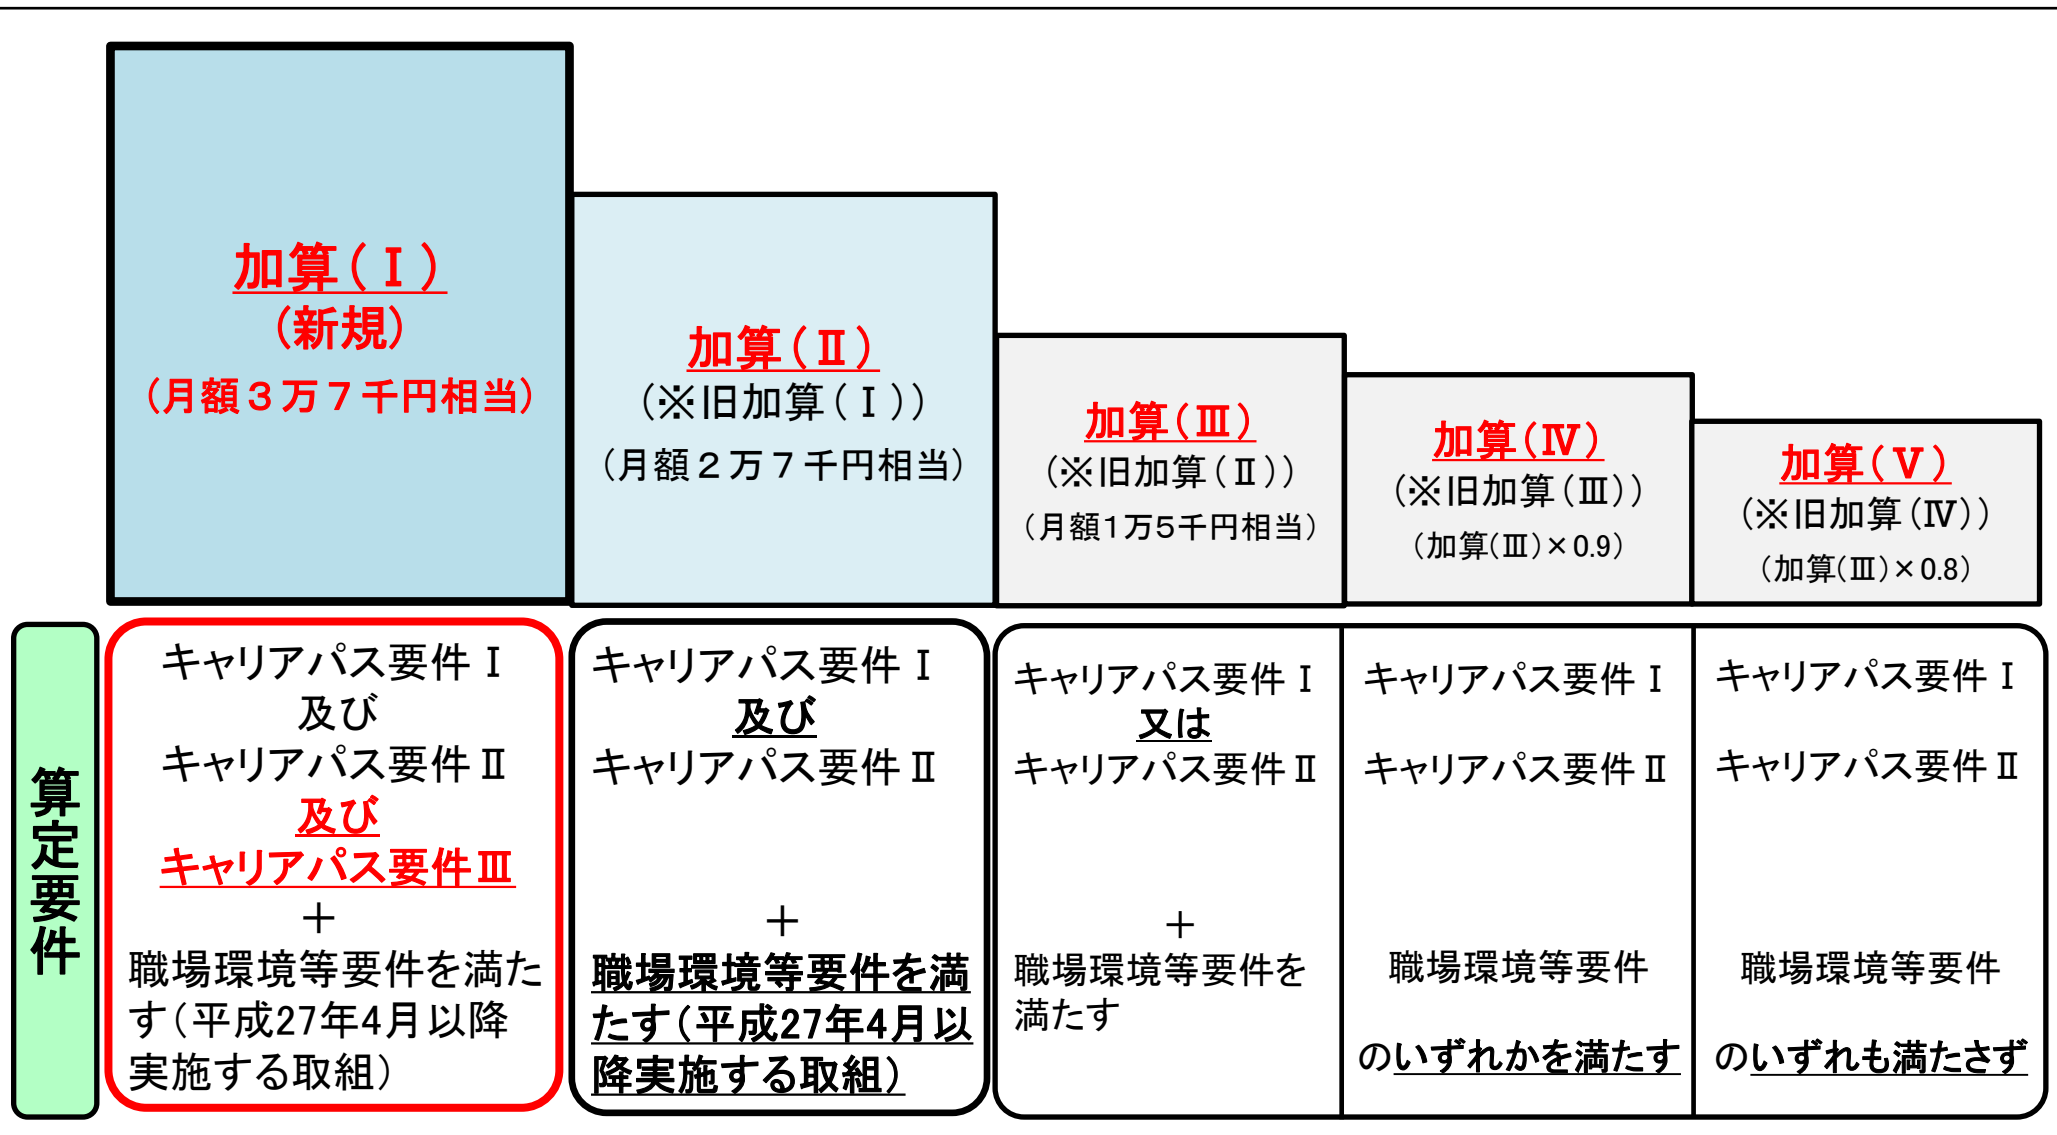 加算(Ⅰ)
(新規)
(月額３万７千円相当)
加算(Ⅱ)
(※旧加算(Ⅰ))
(月額２万７千円相当)
加算(Ⅲ)
(※旧加算(Ⅱ))
(月額1万5千円相当)
加算(Ⅳ)
(※旧加算(Ⅲ))
(加算(Ⅲ)×0.9)
加算(Ⅴ)
(※旧加算(Ⅳ))
(加算(Ⅲ)×0.8)
算定要件
キャリアパス要件Ⅰ
及び
キャリアパス要件Ⅱ
及び
キャリアパス要件Ⅲ
＋
職場環境等要件を満た
す(平成27年4月以降
実施する取組)
キャリアパス要件Ⅰ
及び
キャリアパス要件Ⅱ
＋
職場環境等要件を満
たす(平成27年4月以
降実施する取組)
キャリアパス要件Ⅰ
又は
キャリアパス要件Ⅱ
＋
職場環境等要件を
満たす
キャリアパス要件Ⅰ
キャリアパス要件Ⅱ
職場環境等要件
のいずれかを満たす
キャリアパス要件Ⅰ
キャリアパス要件Ⅱ
職場環境等要件
のいずれも満たさず